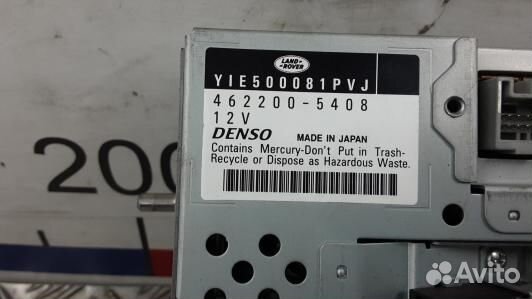 LAND-
ROVER
YIE500081PVJ
462200-5408
12V
DENSO MADE IN JAPAN
Contains Mercury-Don't Put in Trash-
Recycle or Dispose as Hazardous Waste.
200
Avito